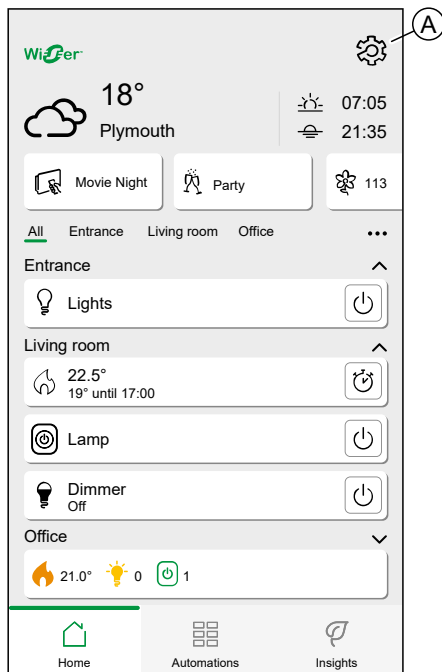 A
Wiser
18°
07:05
Plymouth
21:35
Movie Night
Party
113
All Entrance Living room Office
Entrance
Lights
Living room
22.5°
19° until 17:00
Lamp
Dimmer
Off
Office
21.0° 0 1
Home Automations Insights